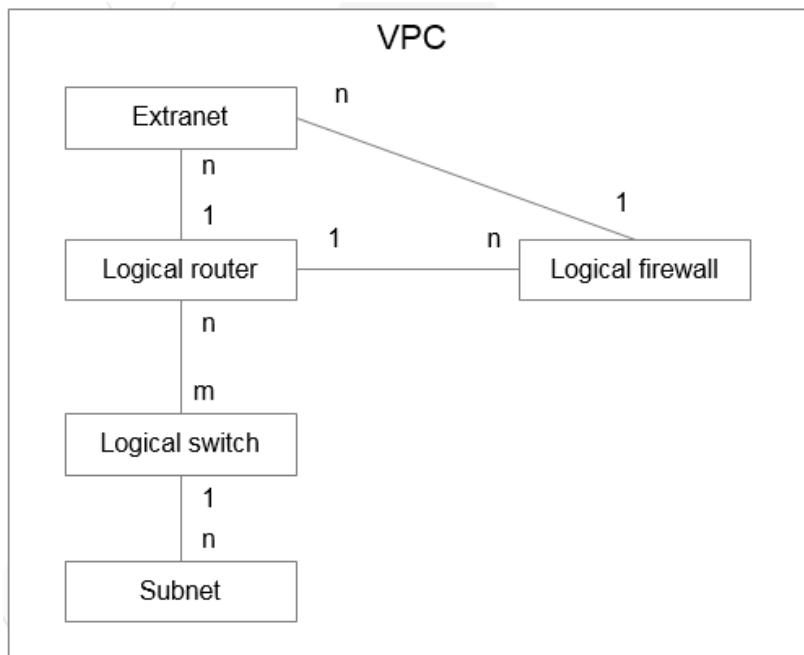 VPC
Extranet
n
n
1
1
Logical router
1
n
Logical firewall
n
m
Logical switch
1
n
Subnet